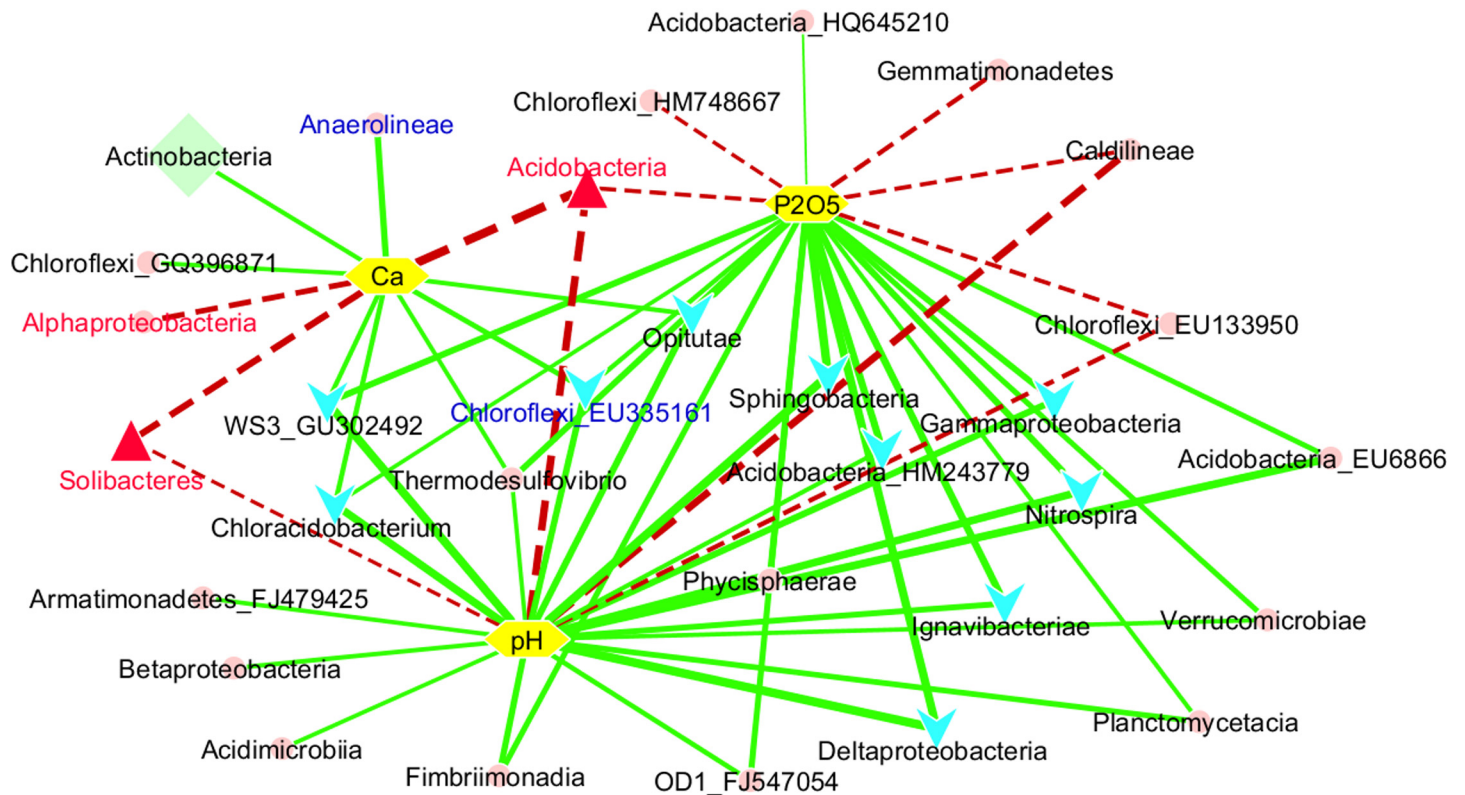 Acidobacteria_HQ645210
Gemmatimonadetes
Chloroflexi_HM748667
Anaerolineae
Actinobacteria
Acidobacteria
Caldilineae
P2O5
Chloroflexi_GQ396871
Ca
Alphaproteobacteria
Opitutae
Chloroflexi_EU133950
Sphingobacteria
WS3_GU302492
Chloroflexi_EU335161
Gammaproteobacteria
Solibacteres
Thermodesulfovibrio
Acidobacteria_HM243779
Acidobacteria_EU6866
Chloracidobacterium
Nitrospira
Armatimonadetes_FJ479425
Phycisphaerae
pH
Ignavibacteriae
Verrucomicrobiae
Betaproteobacteria
Acidimicrobiia
Deltaproteobacteria
Planctomycetacia
Fimbriimonadia
OD1_FJ547054